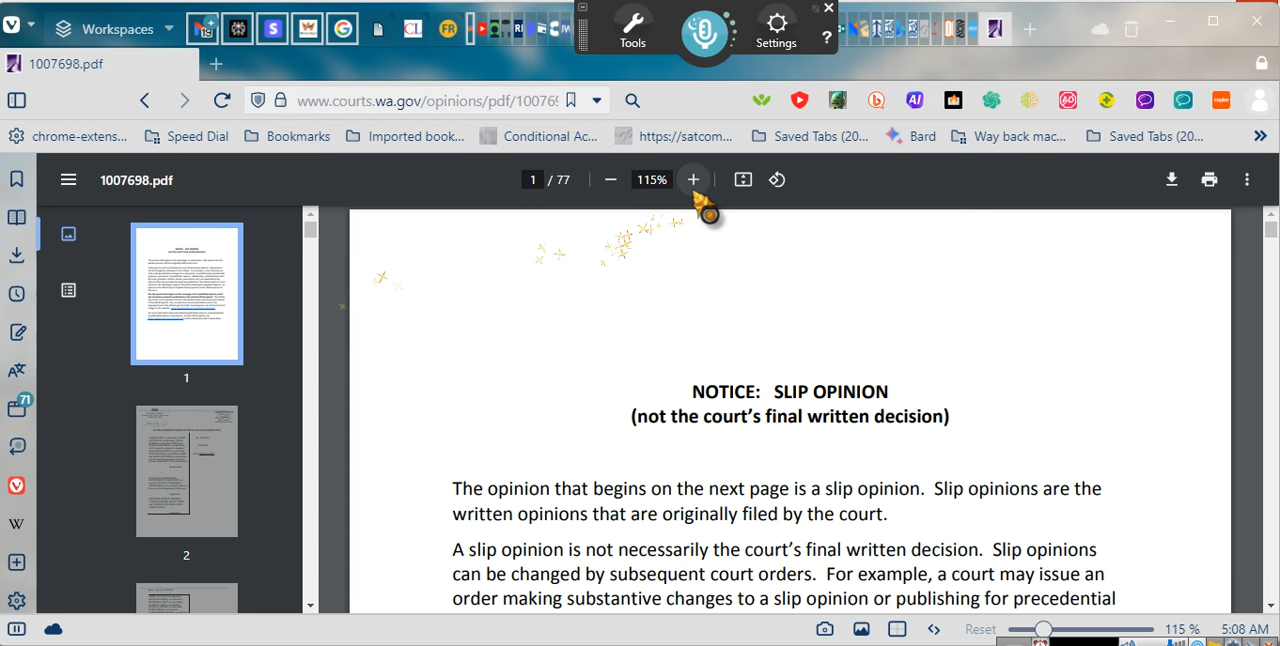 Workspaces
19
S
G
CL
FR
Tools
Settings
?
1007698.pdf
www.courts.wa.gov/opinions/pdf/10076
AI
60
chrome-extens...
Speed Dial
Bookmarks
Imported book...
Conditional Ac...
https://satcom...
Saved Tabs (20...
Bard
Way back mac...
Saved Tabs (20...
1007698.pdf
1 / 77
115%
71
W
1
2
NOTICE: SLIP OPINION
(not the court’s final written decision)
The opinion that begins on the next page is a slip opinion. Slip opinions are the
written opinions that are originally filed by the court.
A slip opinion is not necessarily the court’s final written decision. Slip opinions
can be changed by subsequent court orders. For example, a court may issue an
order making substantive changes to a slip opinion or publishing for precedential
Reset
115 %
5:08 AM